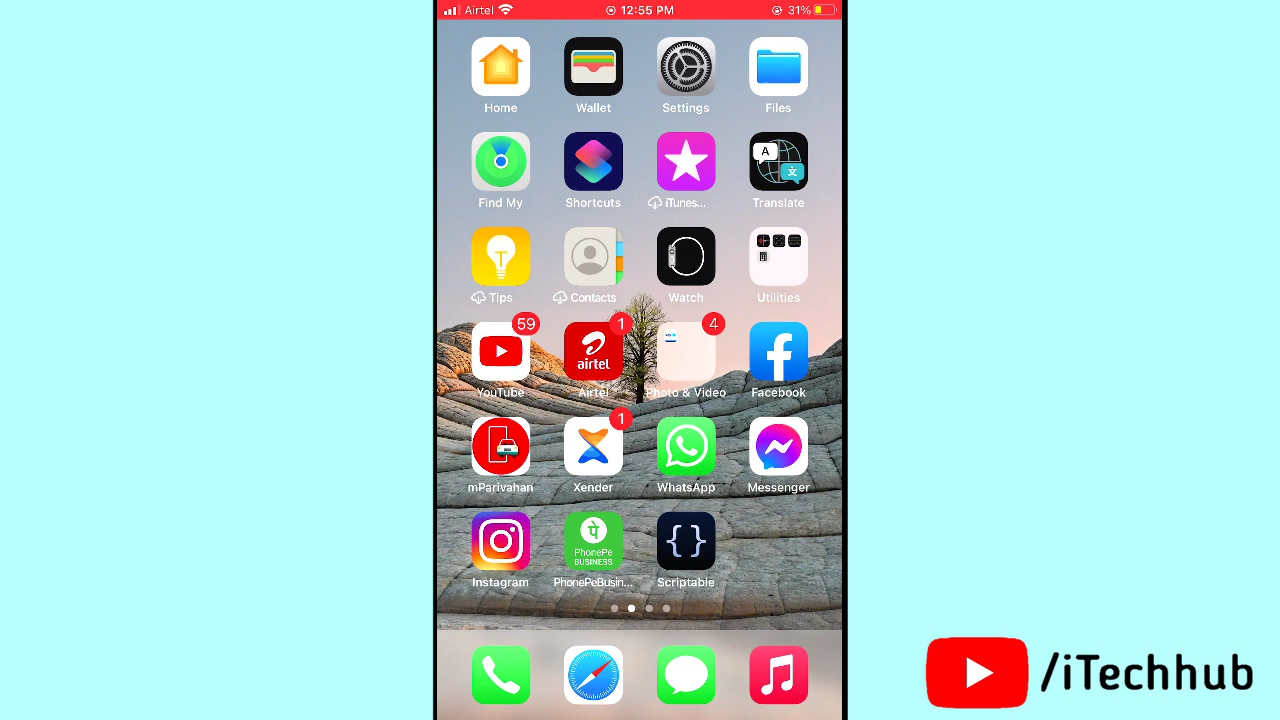 Airtel 12:55 PM 31%
Home Wallet Settings Files
A 文
Find My Shortcuts iTunes... Translate
Tips Contacts Watch Utilities
59 1 4
airtel
YouTube Airtel Photo & Video Facebook
1
mParivahan Xender WhatsApp Messenger
पे
PhonePe
BUSINESS
Instagram PhonePeBusin... Scriptable
/iTechhub